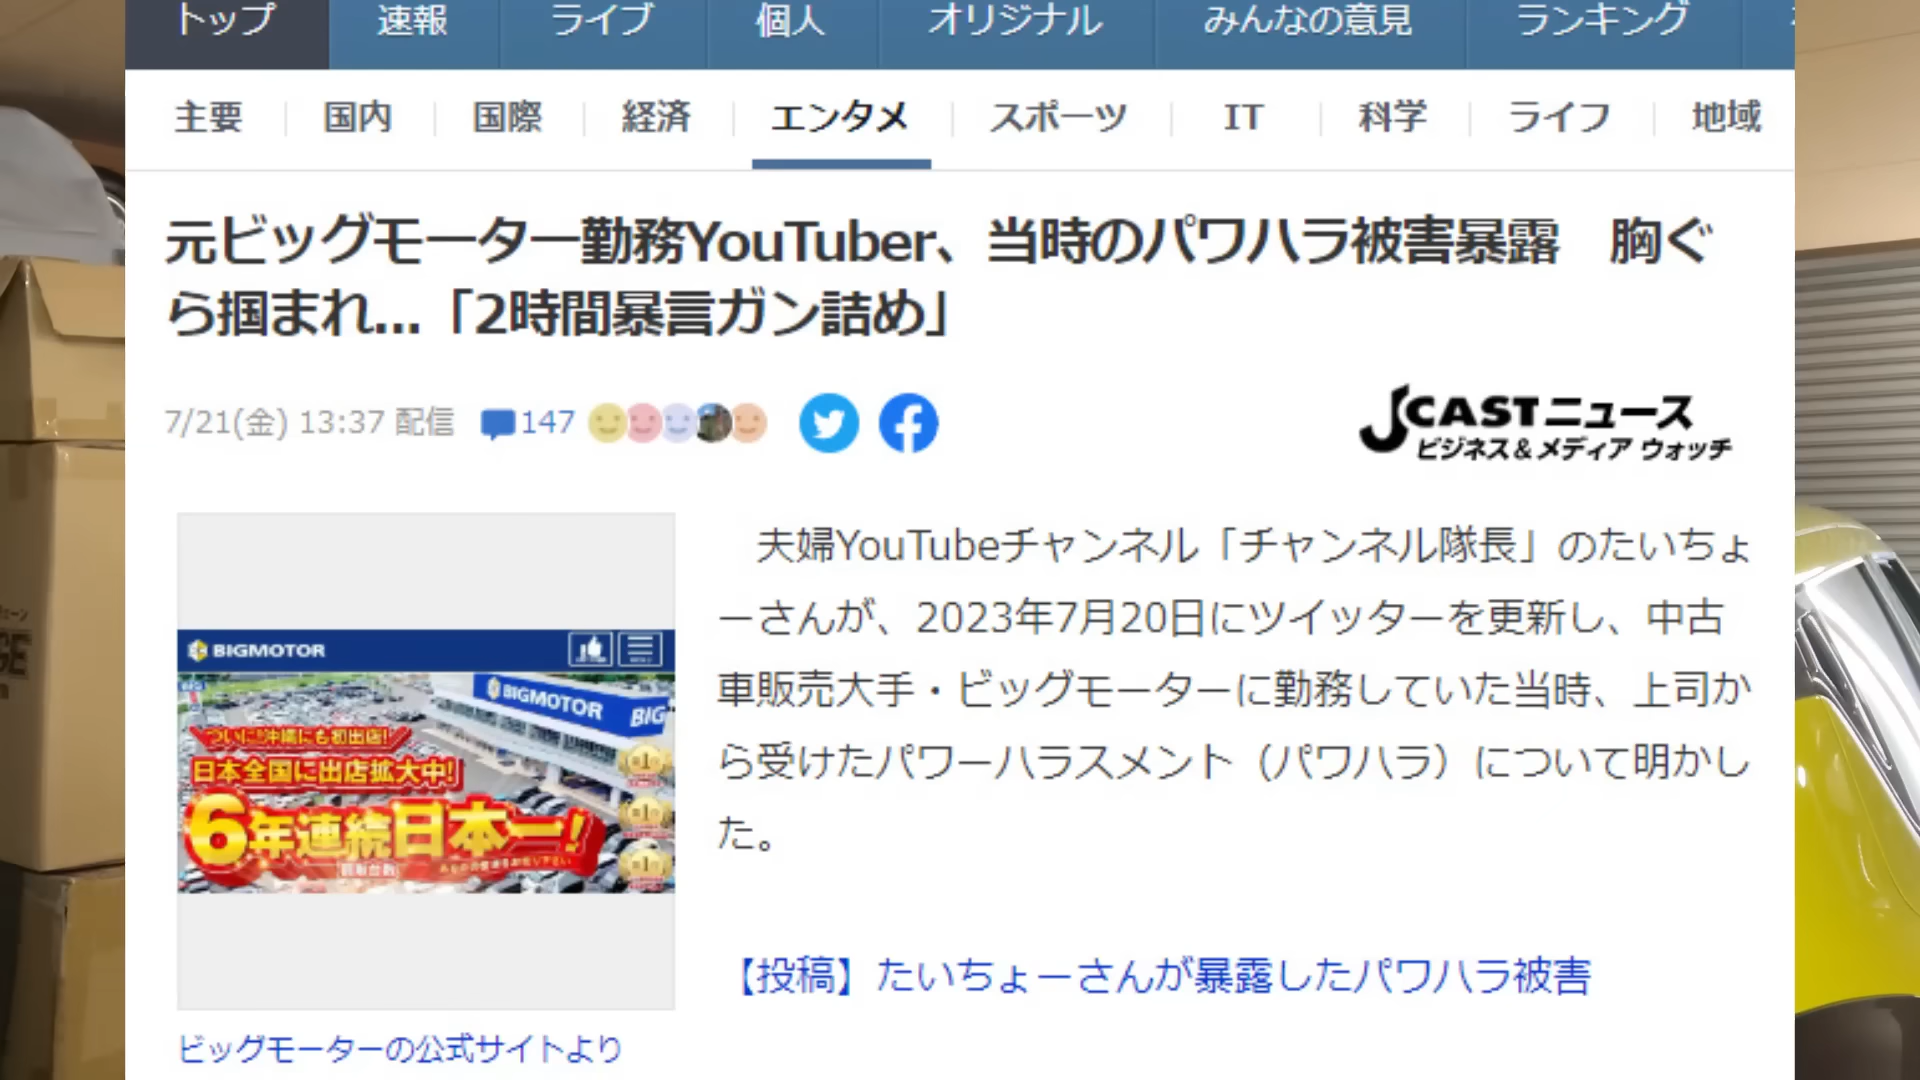 トップ 速報 ライブ 個人 オリジナル みんなの意見 ランキング
主要 国内 国際 経済 エンタメ スポーツ IT 科学 ライフ 地域
元ビッグモーター勤務YouTuber、当時のパワハラ被害暴露　胸ぐ
ら掴まれ...「2時間暴言ガン詰め」
7/21(金) 13:37 配信 147
JCASTニュース
ビジネス&メディア ウォッチ
BIGMOTOR
BIGMOTOR BIG
ついに!沖縄にも初出店!
日本全国に出店拡大中!
6年連続日本一!
買取台数
ビッグモーターの公式サイトより
夫婦YouTubeチャンネル「チャンネル隊長」のたいちょ
ーさんが、2023年7月20日にツイッターを更新し、中古
車販売大手・ビッグモーターに勤務していた当時、上司か
ら受けたパワーハラスメント（パワハラ）について明かし
た。
【投稿】たいちょーさんが暴露したパワハラ被害